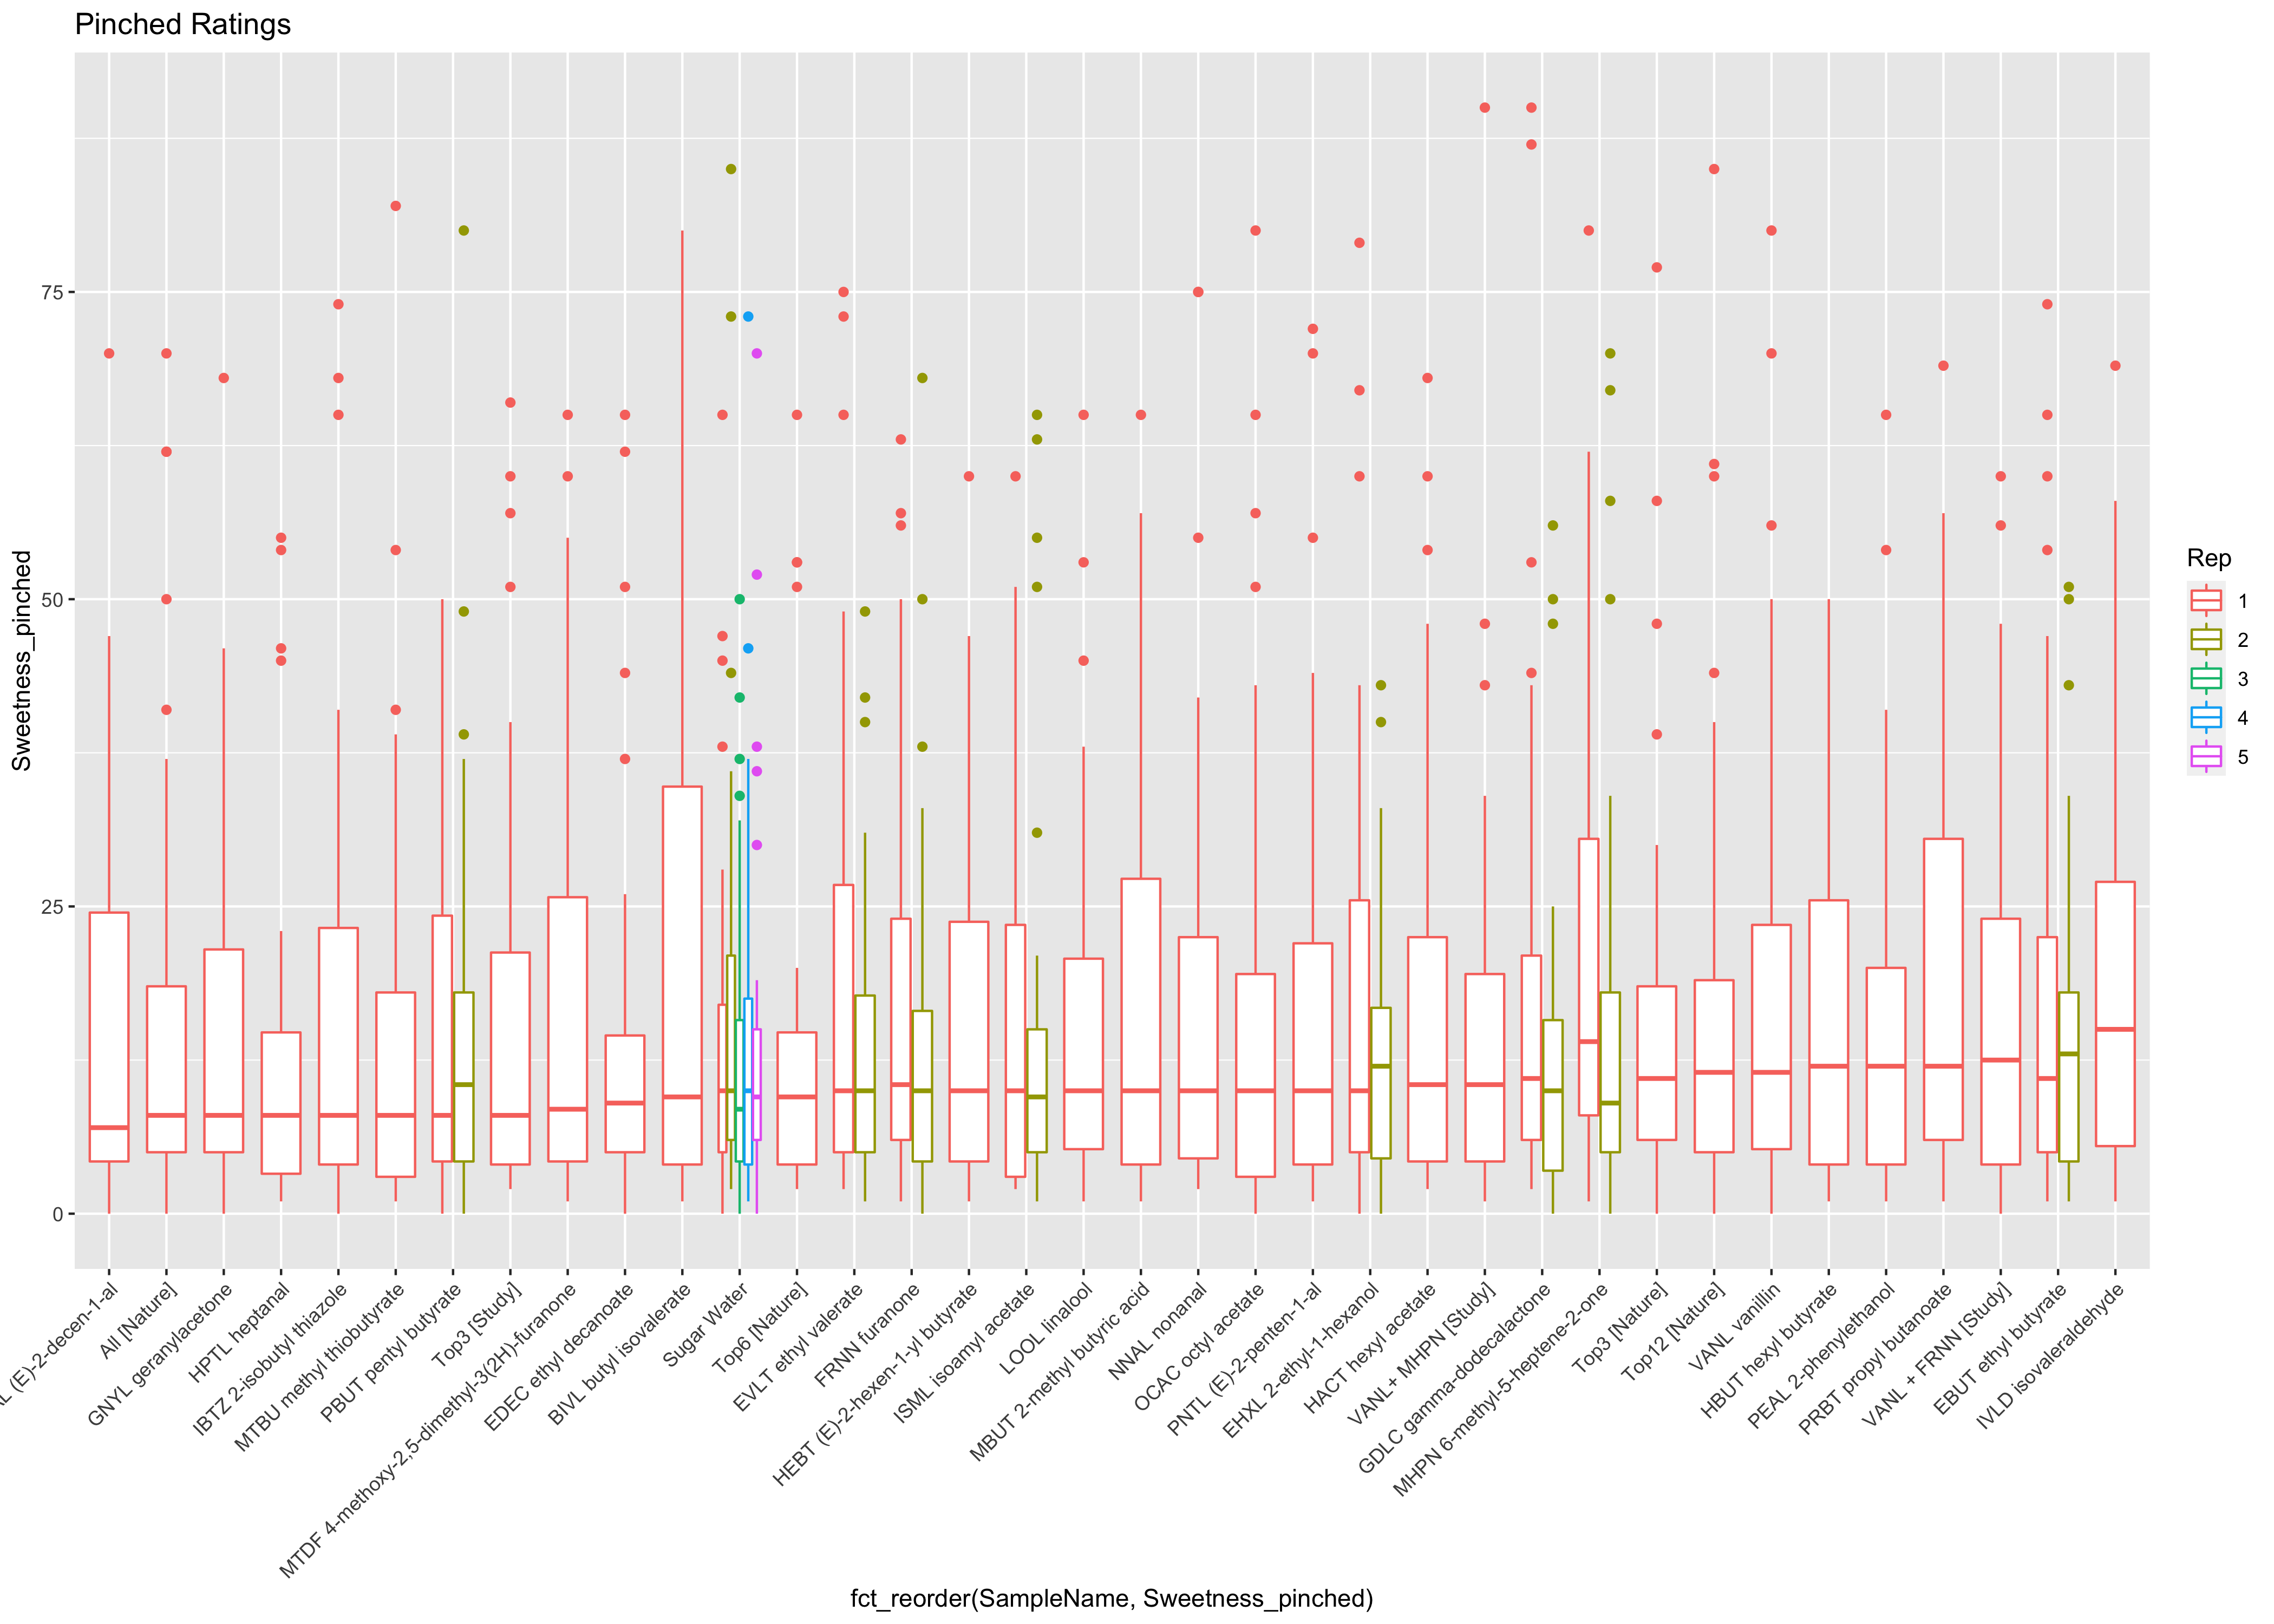 Pinched Ratings
Sweetness_pinched
75
50
25
0
L (E)-2-decen-1-al
All [Nature]
GNYL geranylacetone
HPTL heptanal
IBTZ 2-isobutyl thiazole
MTBU methyl thiobutyrate
PBUT pentyl butyrate
Top3 [Study]
MTDF 4-methoxy-2,5-dimethyl-3(2H)-furanone
EDEC ethyl decanoate
BIVL butyl isovalerate
Sugar Water
Top6 [Nature]
EVLT ethyl valerate
FRNN furanone
HEBT (E)-2-hexen-1-yl butyrate
ISML isoamyl acetate
LOOL linalool
MBUT 2-methyl butyric acid
NNAL nonanal
OCAC octyl acetate
PNTL (E)-2-penten-1-al
EHXL 2-ethyl-1-hexanol
HACT hexyl acetate
VANL+ MHPN [Study]
GDLC gamma-dodecalactone
MHPN 6-methyl-5-heptene-2-one
Top3 [Nature]
Top12 [Nature]
VANL vanillin
HBUT hexyl butyrate
PEAL 2-phenylethanol
PRBT propyl butanoate
VANL + FRNN [Study]
EBUT ethyl butyrate
IVLD isovaleraldehyde
fct_reorder(SampleName, Sweetness_pinched)
Rep
1
2
3
4
5